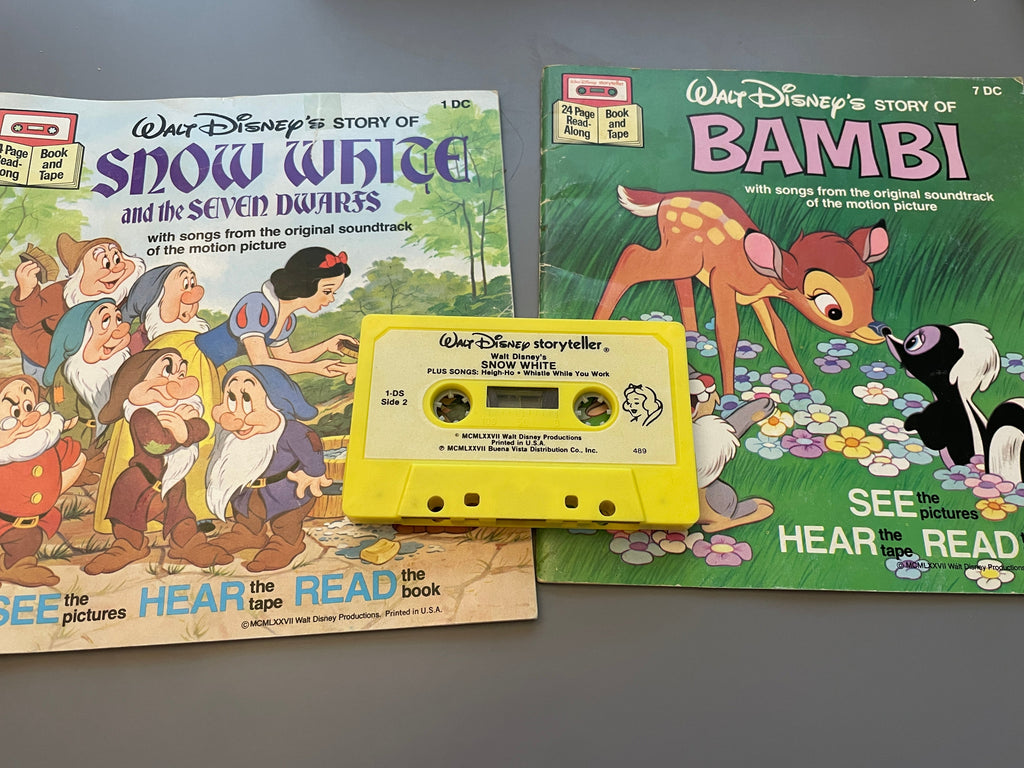 1 DC
24 Page
Read-
Along
Book
and
Tape
WALT DISNEY'S STORY OF
SNOW WHITE
and the SEVEN DWARFS
with songs from the original soundtrack
of the motion picture
SEE the pictures HEAR the tape READ the book
©MCMLXXVII Walt Disney Productions. Printed in U.S.A.
WALT DISNEY storyteller®
Walt Disney's
SNOW WHITE
PLUS SONGS: Heigh-Ho • Whistle While You Work
1-DS
Side 2
© MCMLXXVII Walt Disney Productions
Printed in U.S.A.
℗ MCMLXXVII Buena Vista Distribution Co., Inc.
489
7 DC
Walt Disney storyteller
24 Page
Read-
Along
Book
and
Tape
WALT DISNEY'S STORY OF
BAMBI
with songs from the original soundtrack
of the motion picture
SEE the pictures
HEAR the tape READ
©MCMLXXVII Walt Disney Productions